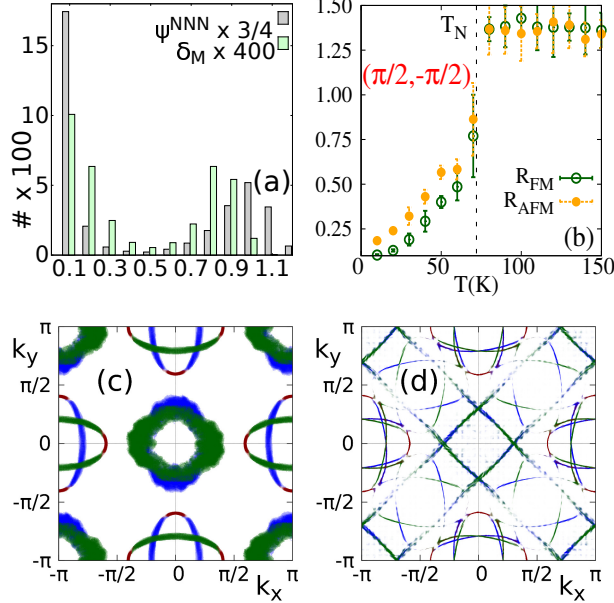 ψ^NNN x 3/4
δ_M x 400
# x 100
15
10
5
0
0.1 0.3 0.5 0.7 0.9 1.1
(a)
1.50
1.25
1.00
0.75
0.50
0.25
T_N
(π/2,-π/2)
R_FM
R_AFM
(b)
0 50 100 150
T(K)
π
k_y
π/2
0
-π/2
-π
(c)
-π -π/2 0 π/2 π
k_x
π
k_y
π/2
0
-π/2
-π
(d)
-π -π/2 0 π/2 π
k_x